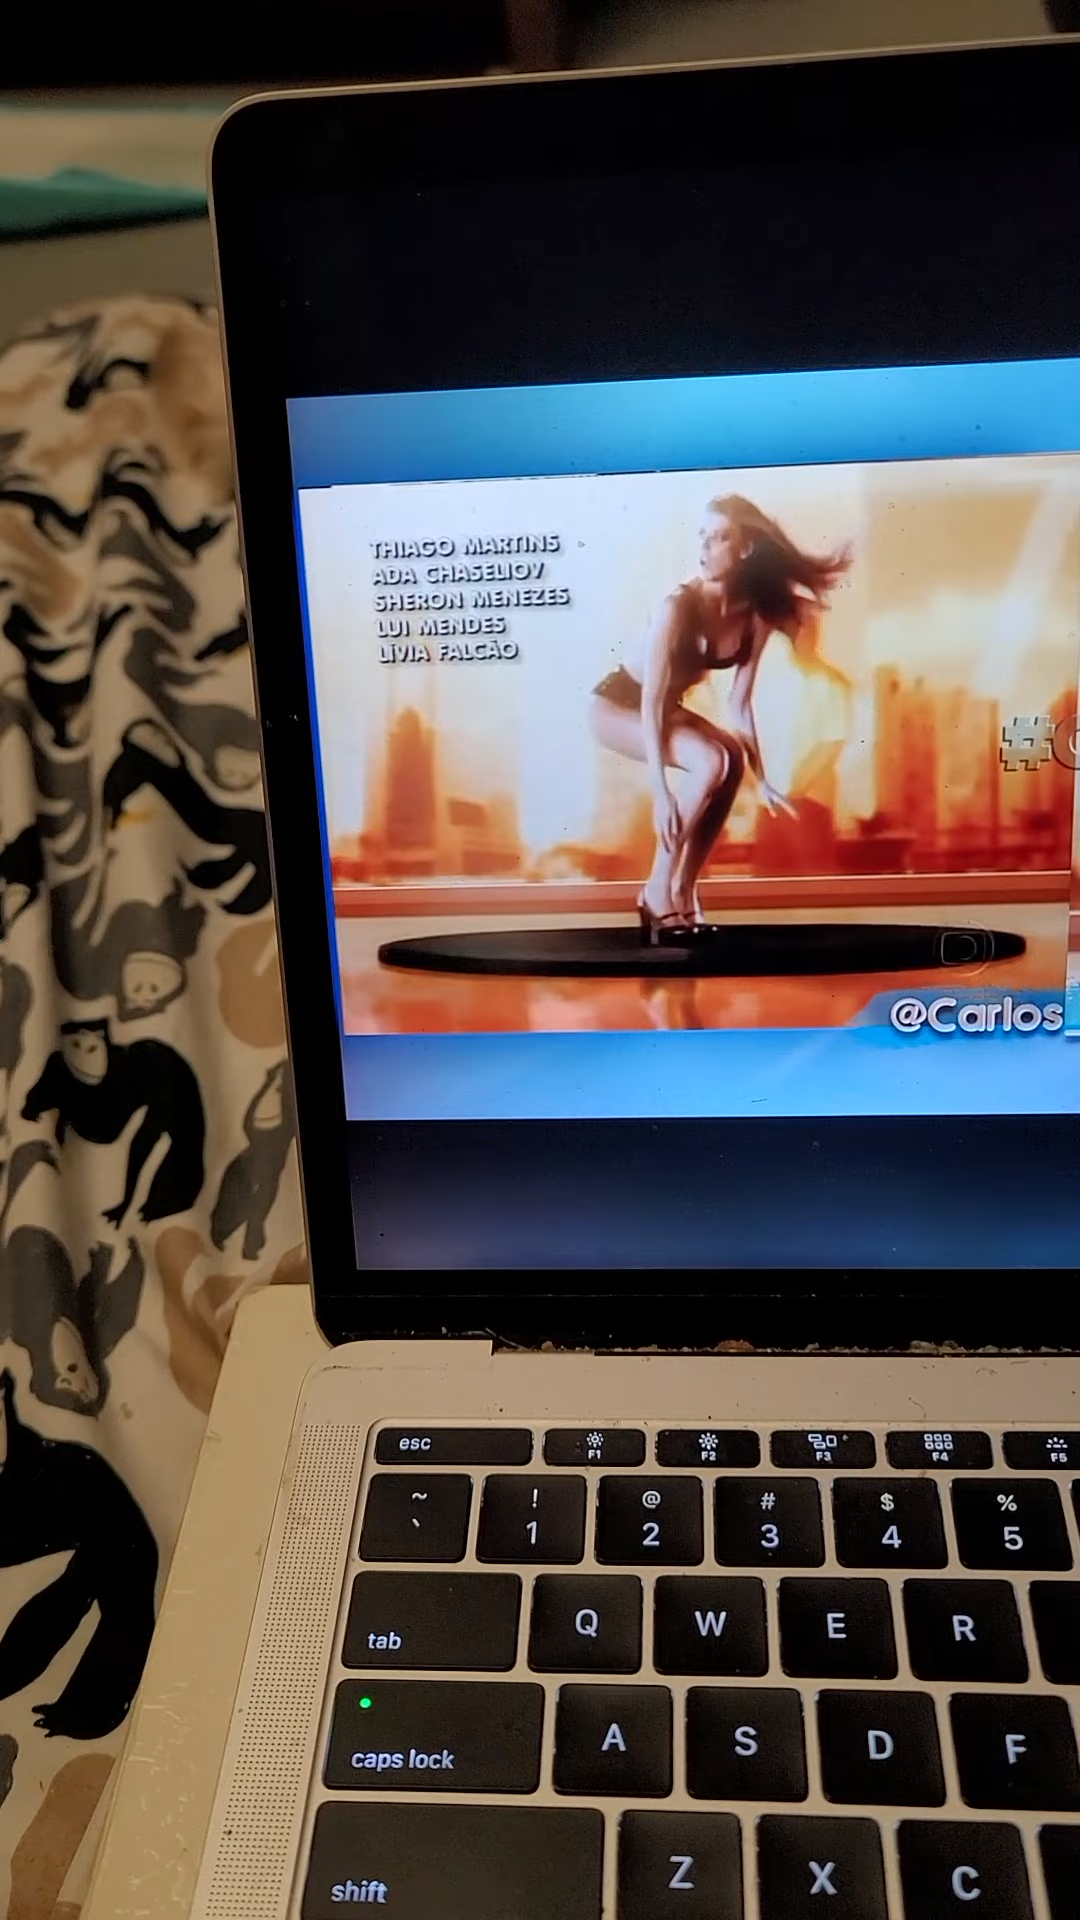 THIAGO MARTINS
ADA CHASELIOV
SHERON MENEZES
LUI MENDES
LÍVIA FALCÃO
#
@Carlos
esc
F1
F2
F3
F4
F5
~ ! @ # $ %
` 1 2 3 4 5
tab Q W E R
caps lock A S D F
shift Z X C